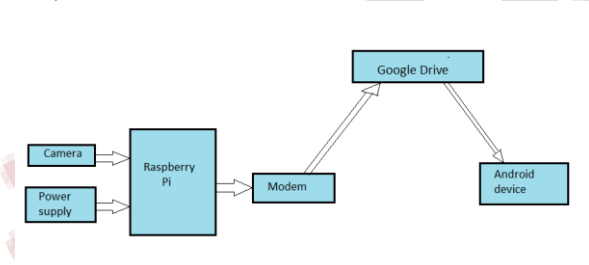 Google Drive
Camera
Raspberry
Pi
Power
supply
Modem
Android
device